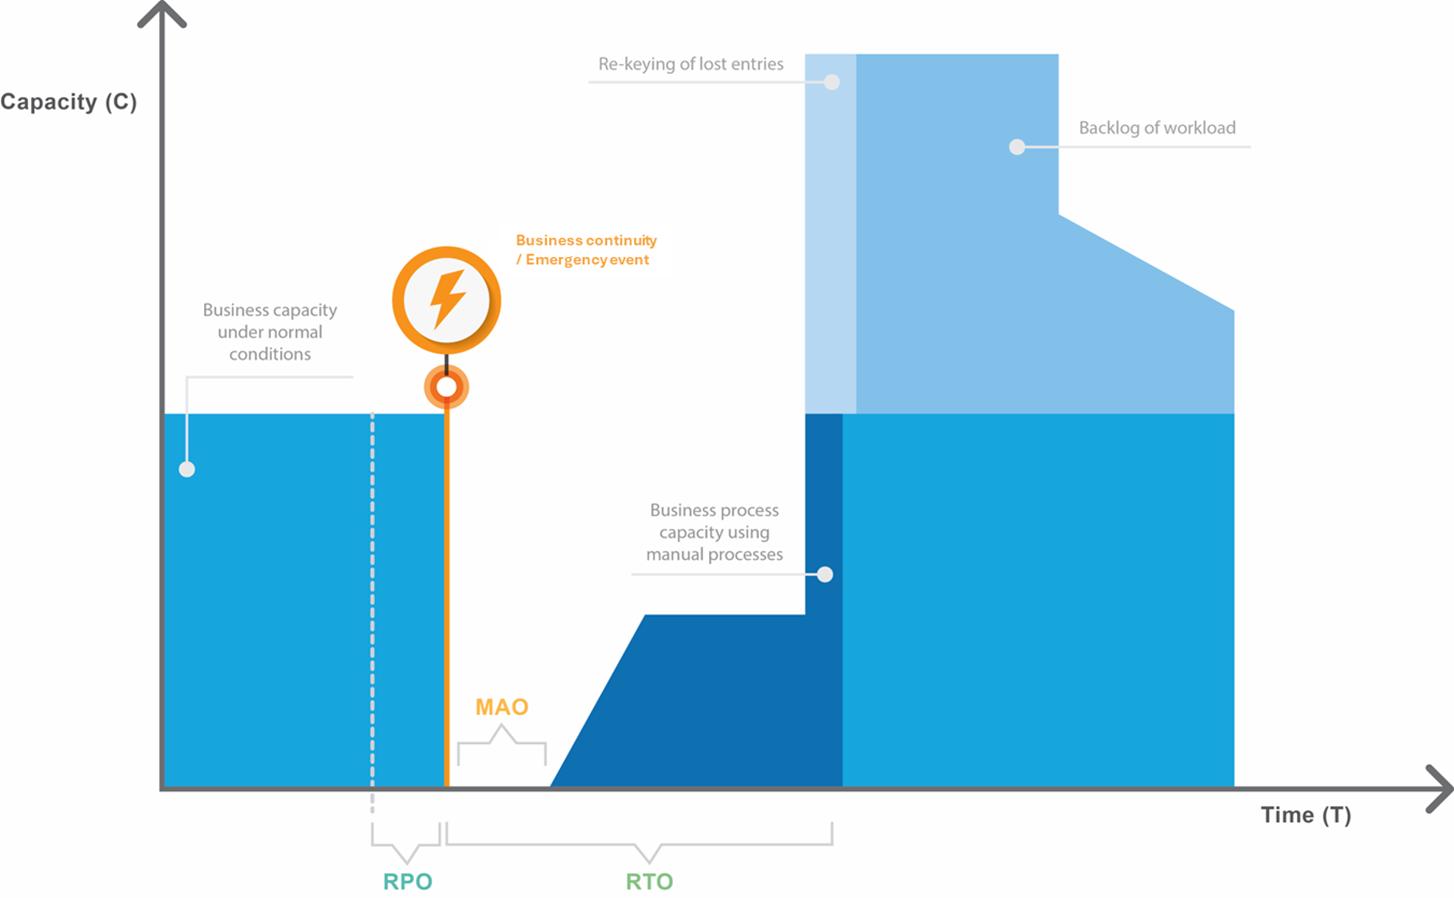 Capacity (C)
Re-keying of lost entries
Backlog of workload
Business continuity
/ Emergency event
Business capacity
under normal
conditions
Business process
capacity using
manual processes
MAO
Time (T)
RPO
RTO